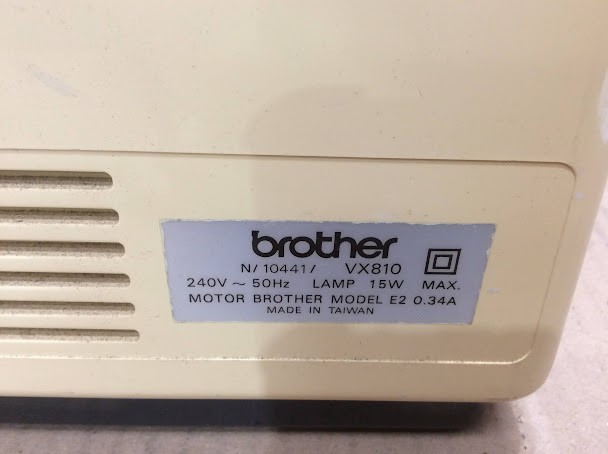 brother
N/10441/ VX810
240V ~ 50Hz LAMP 15W MAX.
MOTOR BROTHER MODEL E2 0.34A
MADE IN TAIWAN